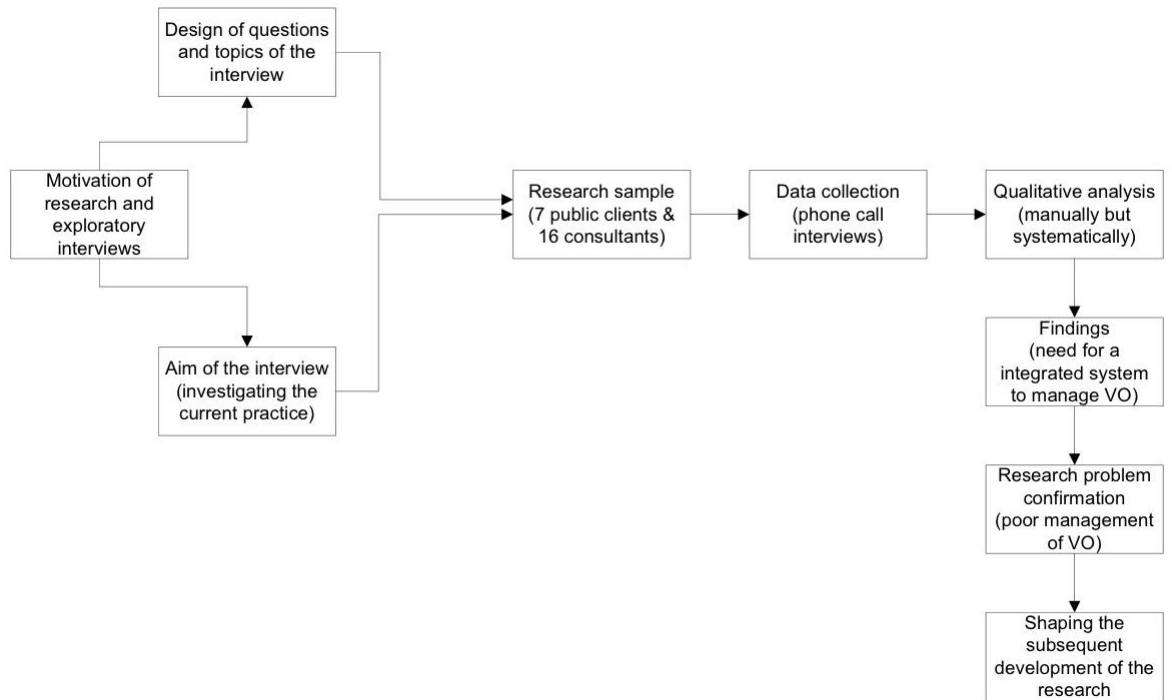 Design of questions
and topics of the
interview
Motivation of
research and
exploratory
interviews
Aim of the interview
(investigating the
current practice)
Research sample
(7 public clients &
16 consultants)
Data collection
(phone call
interviews)
Qualitative analysis
(manually but
systematically)
Findings
(need for a
integrated system
to manage VO)
Research problem
confirmation
(poor management
of VO)
Shaping the
subsequent
development of the
research